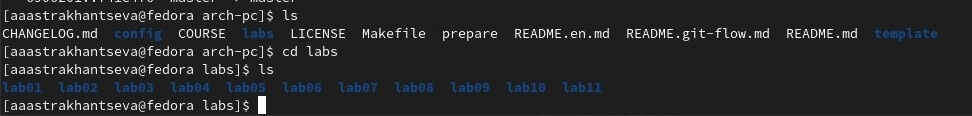 [aaastrakhantseva@fedora arch-pc]$ ls
CHANGELOG.md config COURSE labs LICENSE Makefile prepare README.en.md README.git-flow.md README.md template
[aaastrakhantseva@fedora arch-pc]$ cd labs
[aaastrakhantseva@fedora labs]$ ls
lab01 lab02 lab03 lab04 lab05 lab06 lab07 lab08 lab09 lab10 lab11
[aaastrakhantseva@fedora labs]$